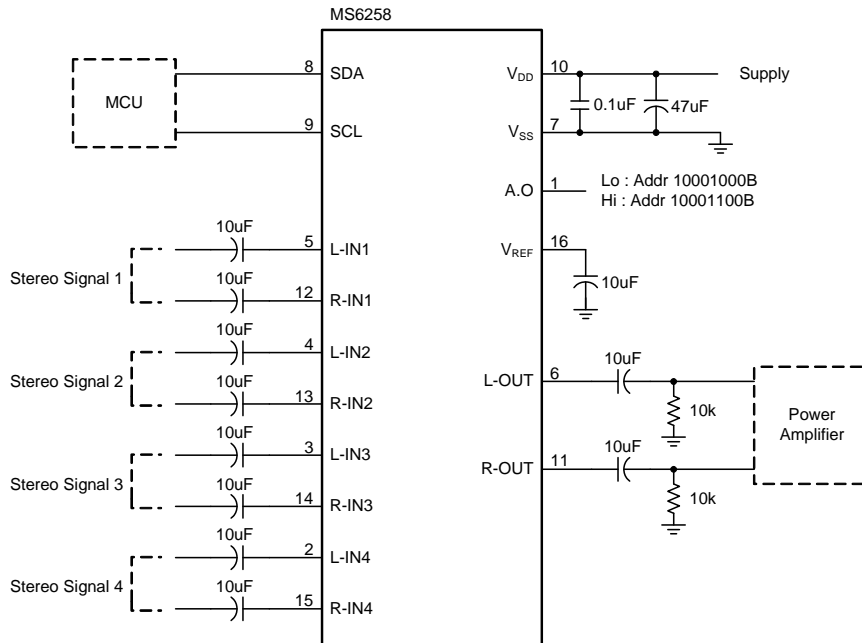 MS6258
MCU
8 SDA
9 SCL
VDD 10
Supply
0.1uF
47uF
VSS 7
A.O 1
Lo : Addr 10001000B
Hi : Addr 10001100B
VREF 16
10uF
Stereo Signal 1
10uF
5 L-IN1
10uF
12 R-IN1
Stereo Signal 2
10uF
4 L-IN2
10uF
13 R-IN2
Stereo Signal 3
10uF
3 L-IN3
10uF
14 R-IN3
Stereo Signal 4
10uF
2 L-IN4
10uF
15 R-IN4
L-OUT 6
10uF
10k
R-OUT 11
10uF
10k
Power
Amplifier